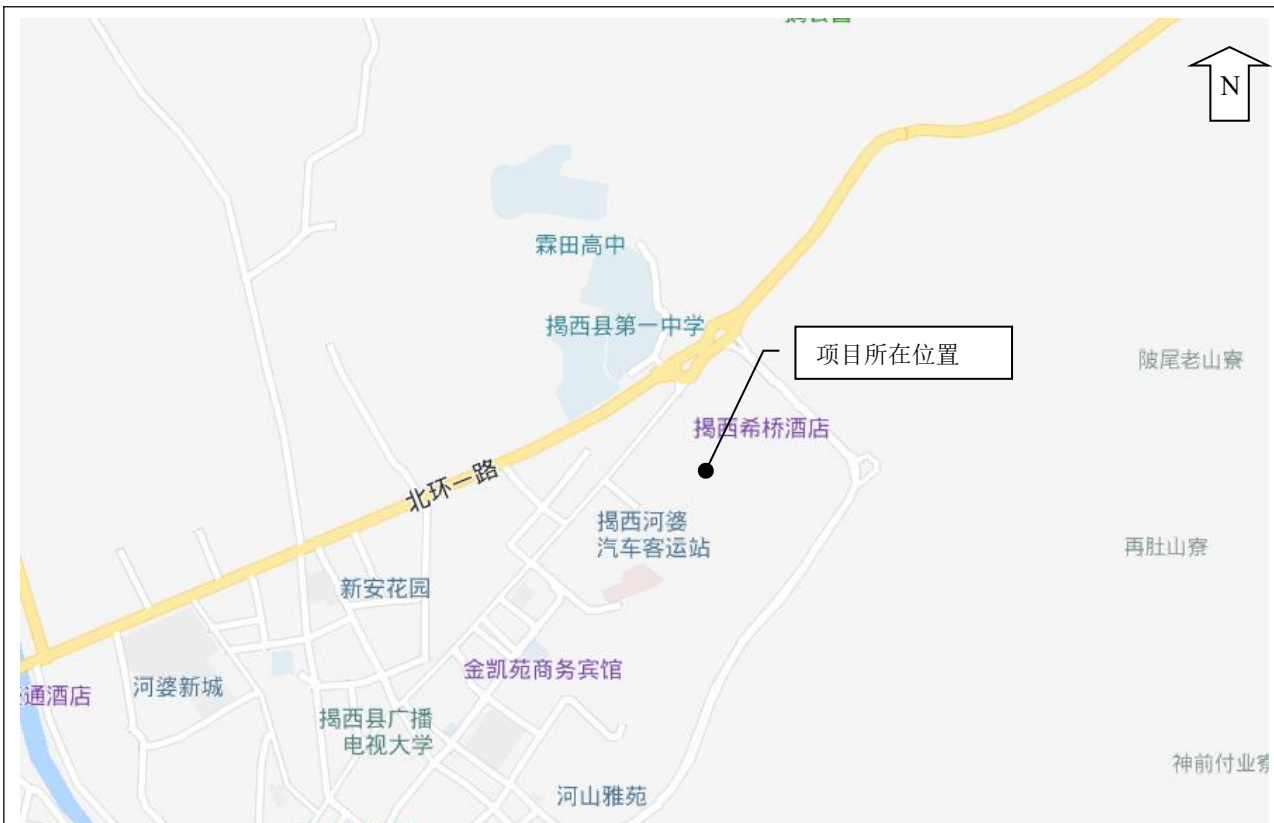 N
霖田高中
揭西县第一中学
项目所在位置
陂尾老山寮
揭西希桥酒店
北环一路
揭西河婆
汽车客运站
再肚山寮
新安花园
金凯苑商务宾馆
通酒店
河婆新城
揭西县广播
电视大学
神前付业寮
河山雅苑